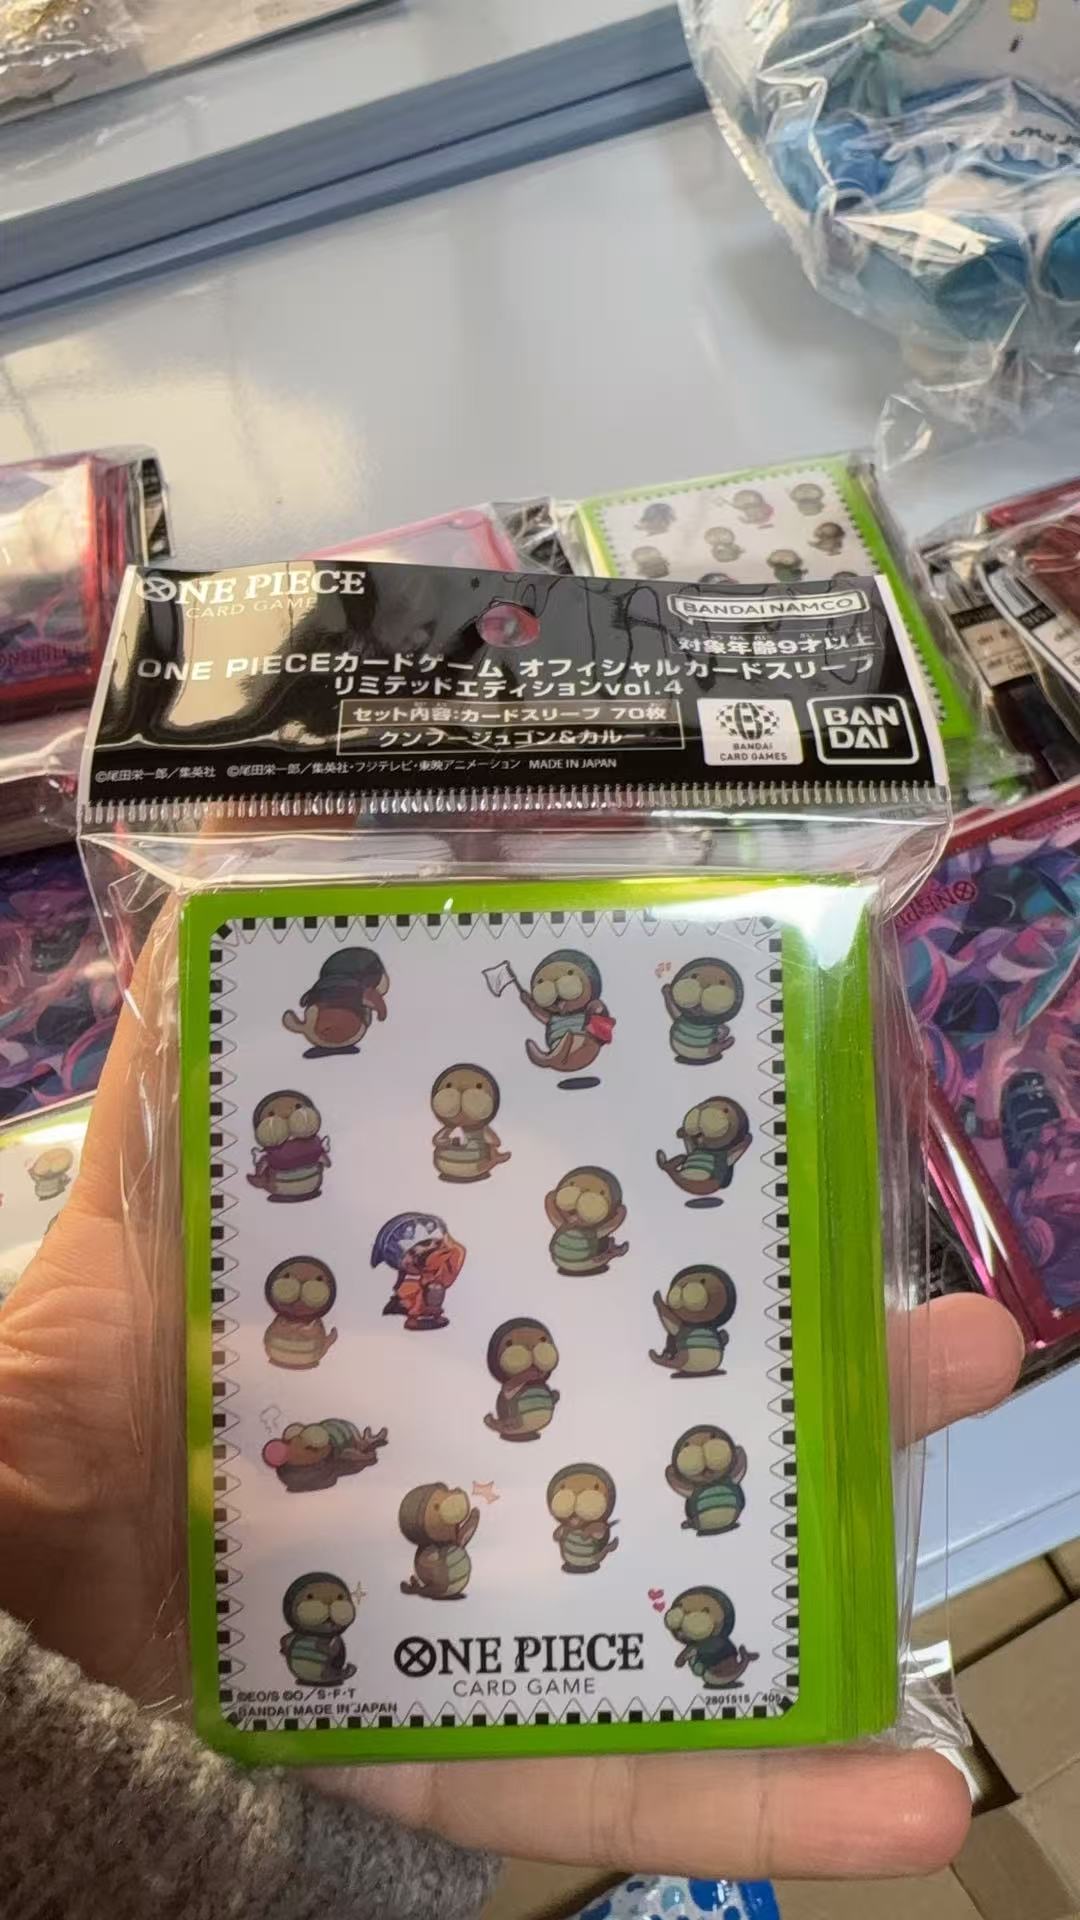 ONE PIECE
CARD GAME
BANDAI NAMCO
対象年齢9才以上
ONE PIECEカードゲーム オフィシャルカードスリーブ
リミテッドエディションvol.4
セット内容:カードスリーブ 70枚
クンフージュゴン&カルー
BANDAI
CARD GAMES
BAN
DAI
©尾田栄一郎／集英社 ©尾田栄一郎／集英社・フジテレビ・東映アニメーション MADE IN JAPAN
ONE PIECE
CARD GAME
©EO/S ©O／S・F・T
BANDAI MADE IN JAPAN
2801515／405